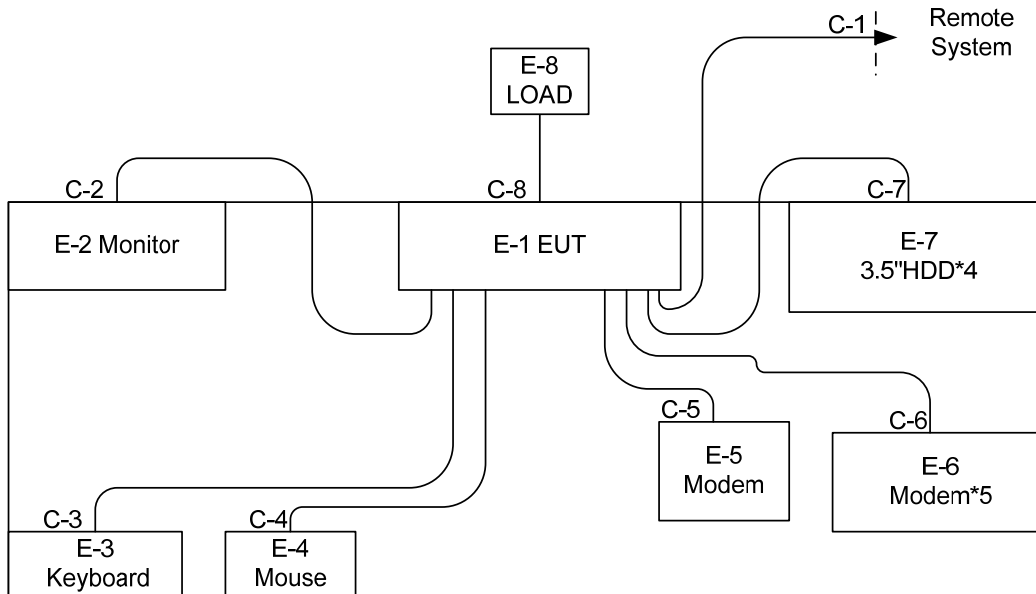 C-1
Remote
System
E-8
LOAD
C-2
C-8
C-7
E-2 Monitor
E-1 EUT
E-7
3.5"HDD*4
C-5
C-6
E-5
Modem
E-6
Modem*5
C-3
C-4
E-3
Keyboard
E-4
Mouse